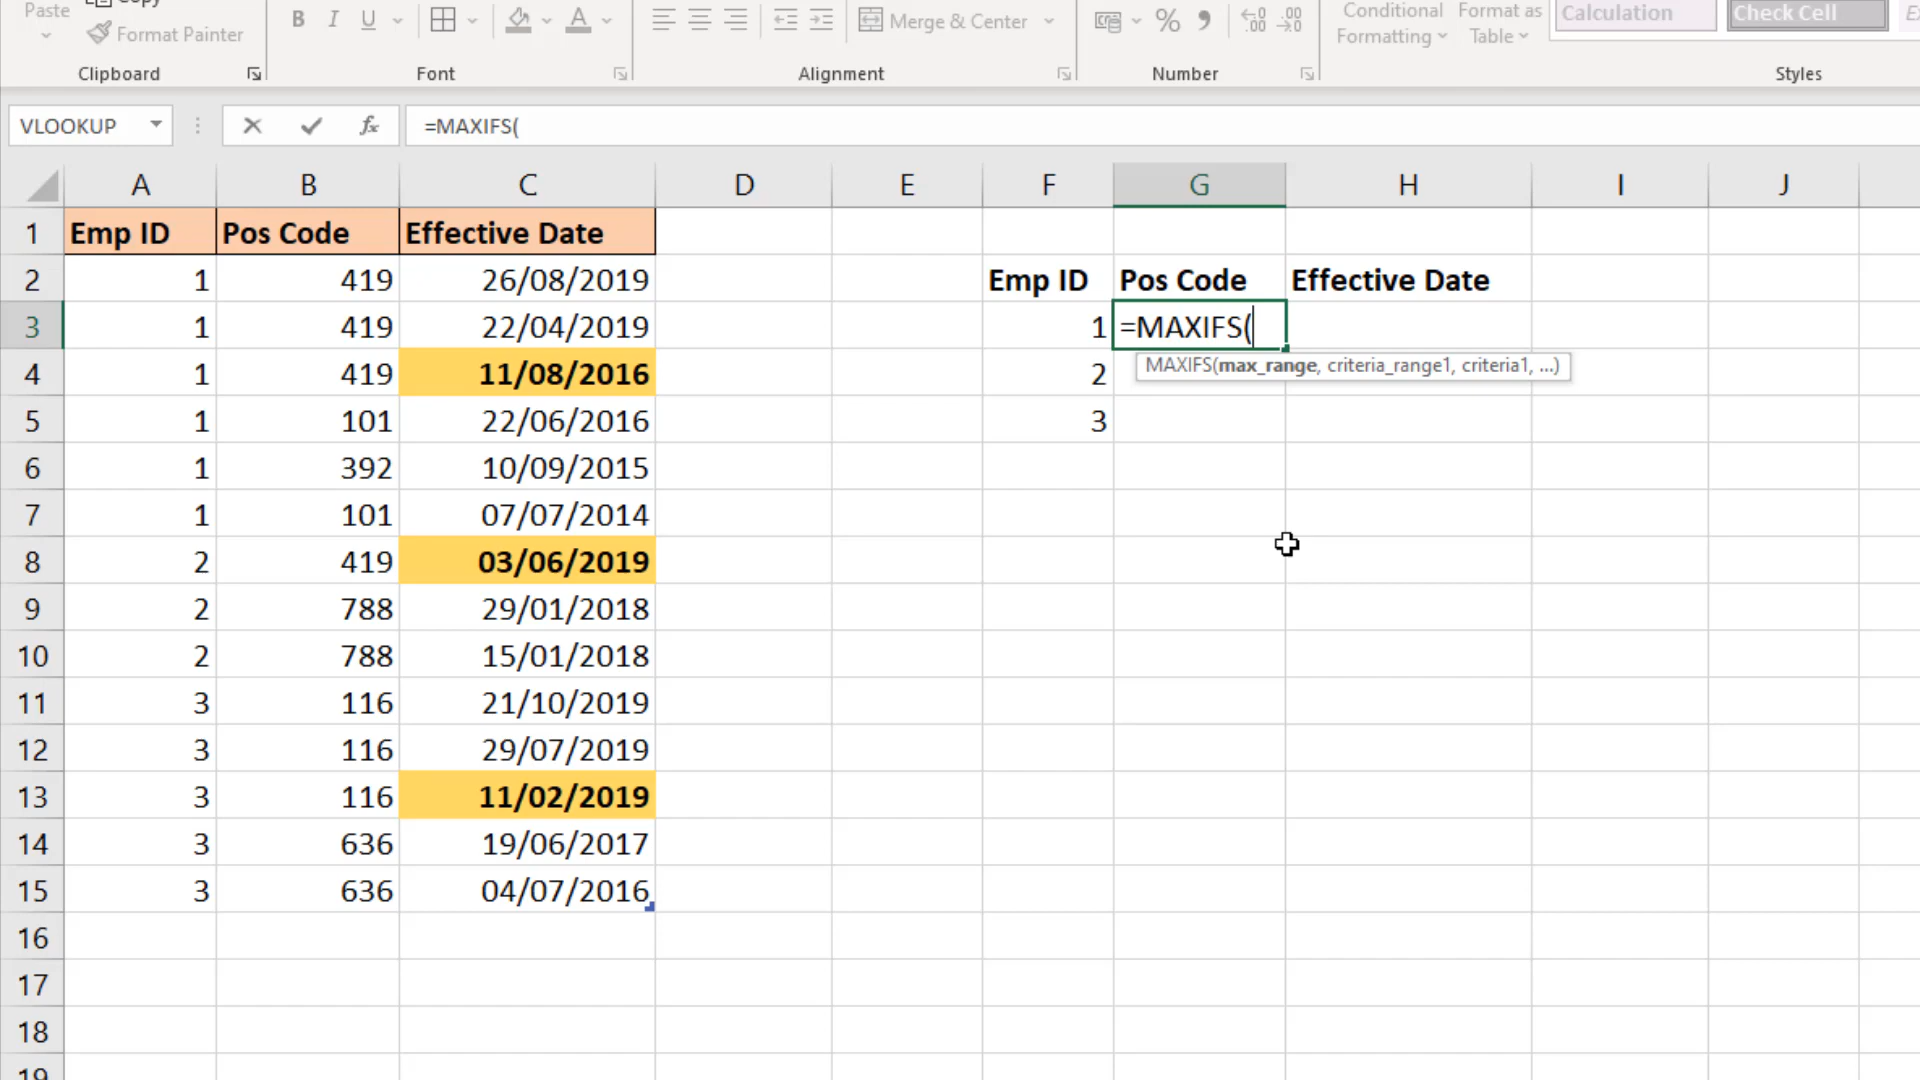 Paste Copy Format Painter
B I U A Merge & Center % 9 .00 .00 Conditional Formatting Format as Table Calculation Check Cell
Clipboard Font Alignment Number Styles
VLOOKUP fx =MAXIFS(
A B C D E F G H I J
1 Emp ID Pos Code Effective Date
2 1 419 26/08/2019 Emp ID Pos Code Effective Date
3 1 419 22/04/2019 1 =MAXIFS(
MAXIFS(max_range, criteria_range1, criteria1, ...)
4 1 419 11/08/2016 2
5 1 101 22/06/2016 3
6 1 392 10/09/2015
7 1 101 07/07/2014
8 2 419 03/06/2019
9 2 788 29/01/2018
10 2 788 15/01/2018
11 3 116 21/10/2019
12 3 116 29/07/2019
13 3 116 11/02/2019
14 3 636 19/06/2017
15 3 636 04/07/2016
16
17
18
19